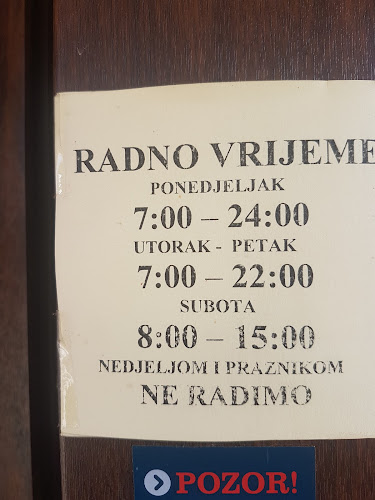 RADNO VRIJEME
PONEDJELJAK
7:00 – 24:00
UTORAK - PETAK
7:00 – 22:00
SUBOTA
8:00 – 15:00
NEDJELJOM I PRAZNIKOM
NE RADIMO
POZOR!